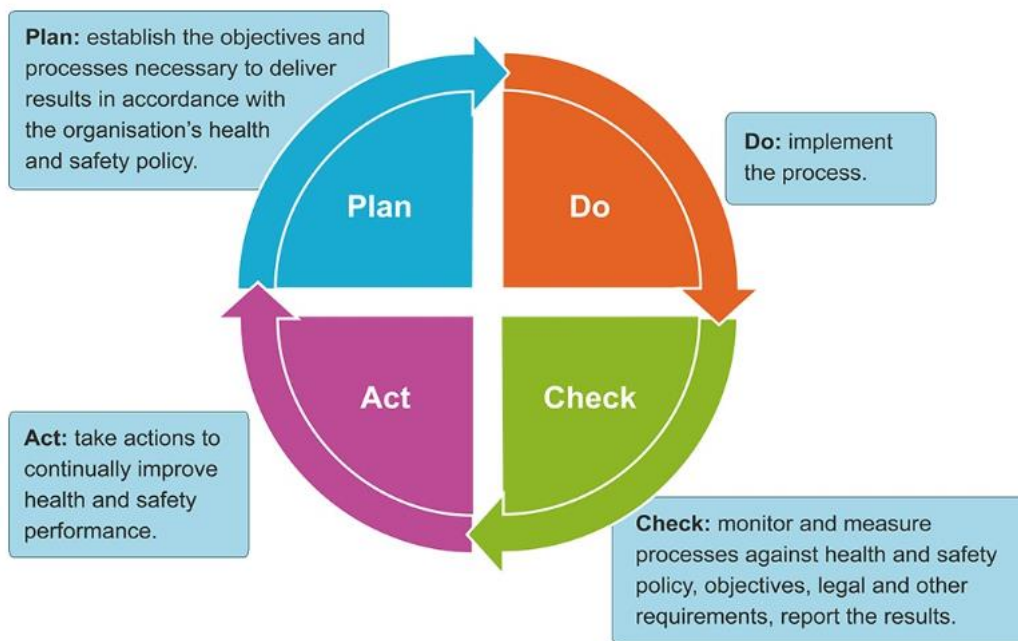 Plan: establish the objectives and
processes necessary to deliver
results in accordance with
the organisation’s health
and safety policy.
Plan
Do
Do: implement
the process.
Act
Check
Act: take actions to
continually improve
health and safety
performance.
Check: monitor and measure
processes against health and safety
policy, objectives, legal and other
requirements, report the results.